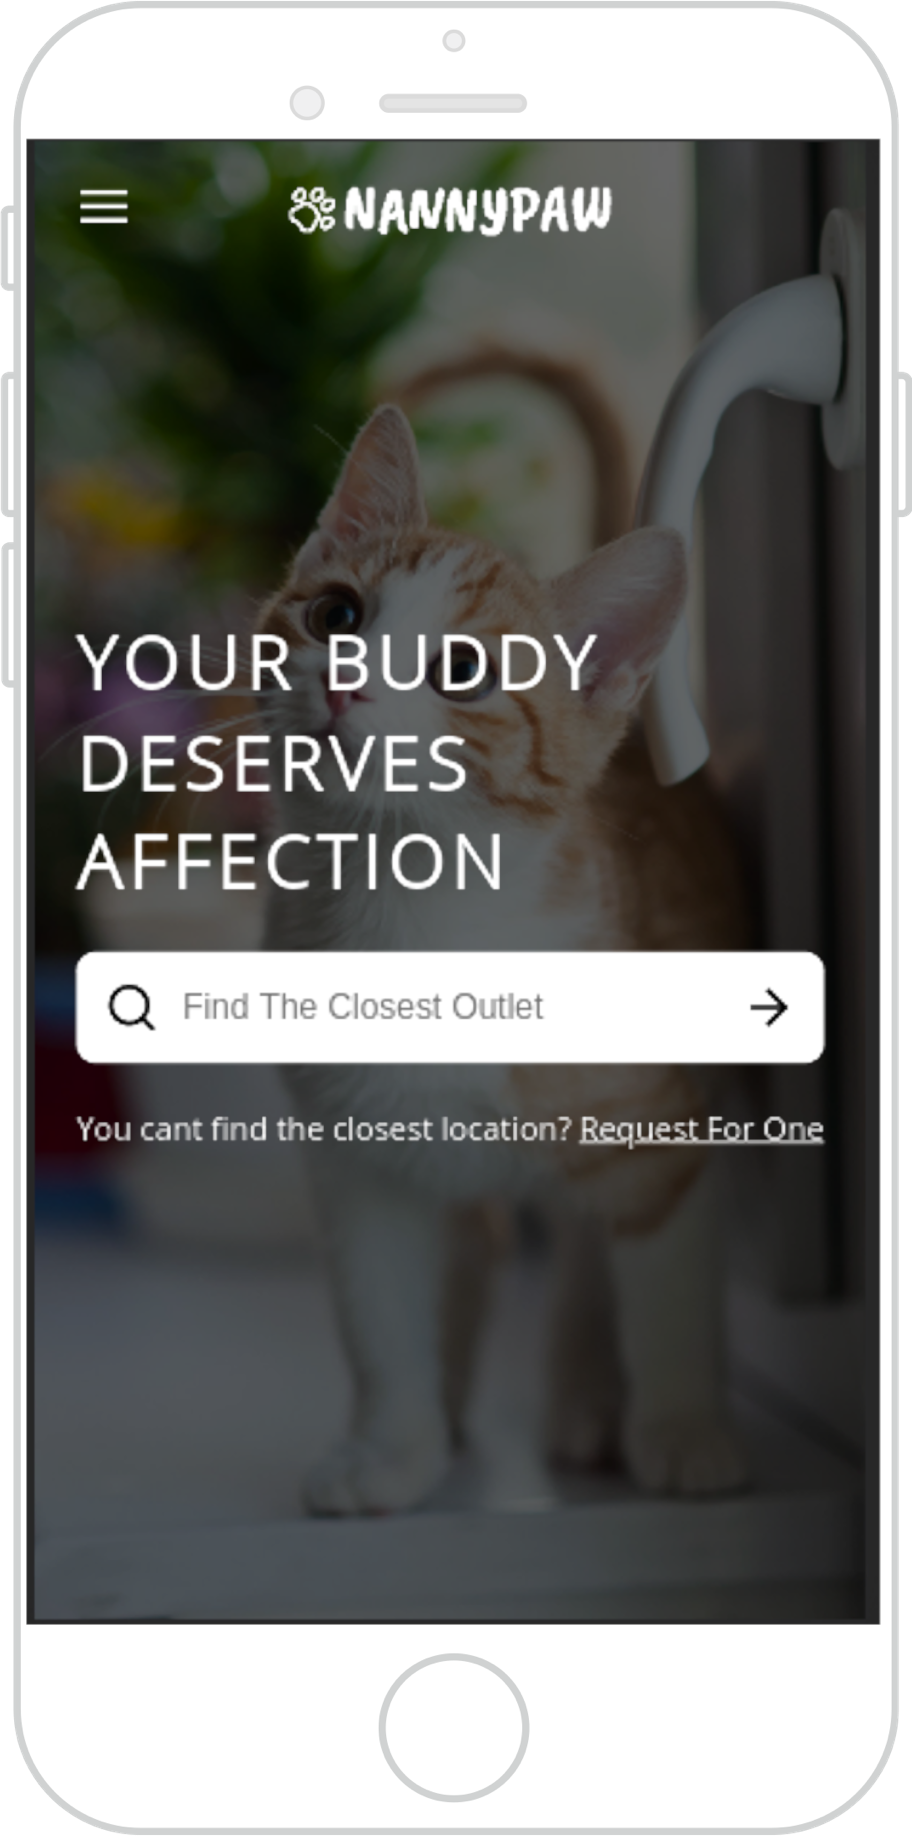 NANNYPAW
YOUR BUDDY
DESERVES
AFFECTION
Find The Closest Outlet
You cant find the closest location? Request For One